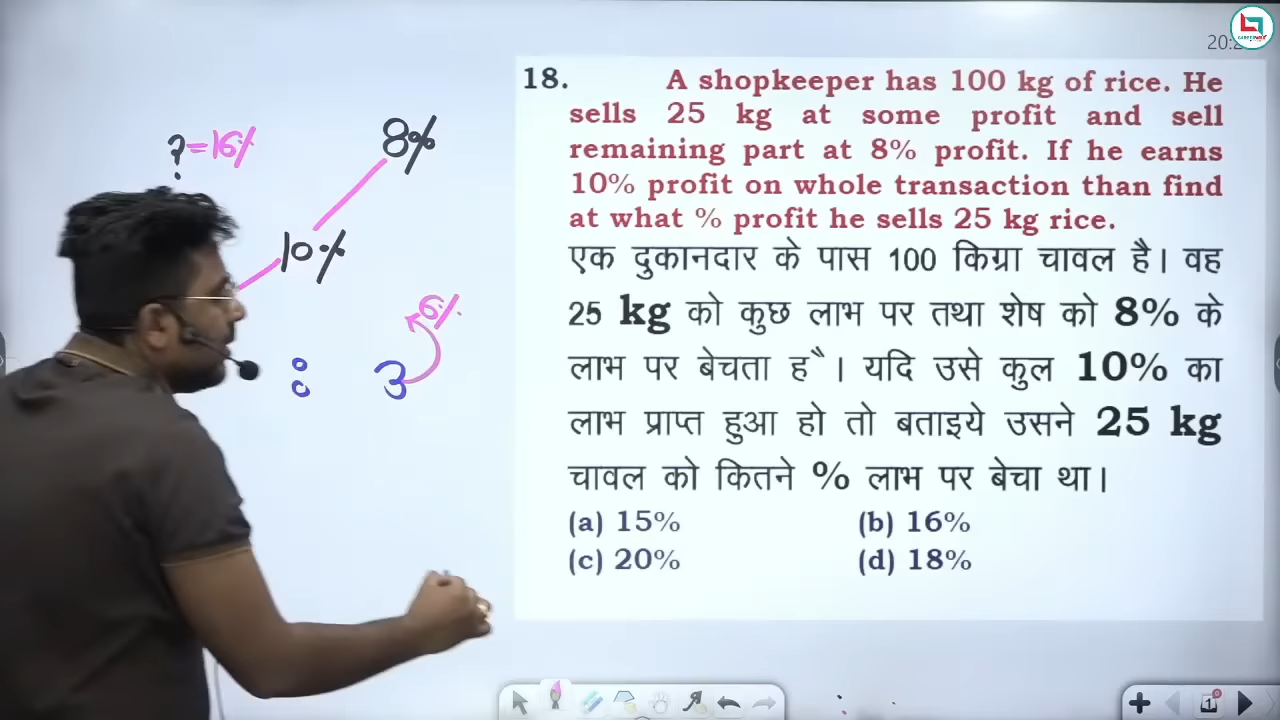 20:2
18. A shopkeeper has 100 kg of rice. He
sells 25 kg at some profit and sell
remaining part at 8% profit. If he earns
10% profit on whole transaction than find
at what % profit he sells 25 kg rice.
एक दुकानदार के पास 100 किग्रा चावल है। वह
25 kg को कुछ लाभ पर तथा शेष को 8% के
लाभ पर बेचता है। यदि उसे कुल 10% का
लाभ प्राप्त हुआ हो तो बताइये उसने 25 kg
चावल को कितने % लाभ पर बेचा था।
(a) 15% (b) 16%
(c) 20% (d) 18%
? = 16%
8%
10%
6%
: 3
1